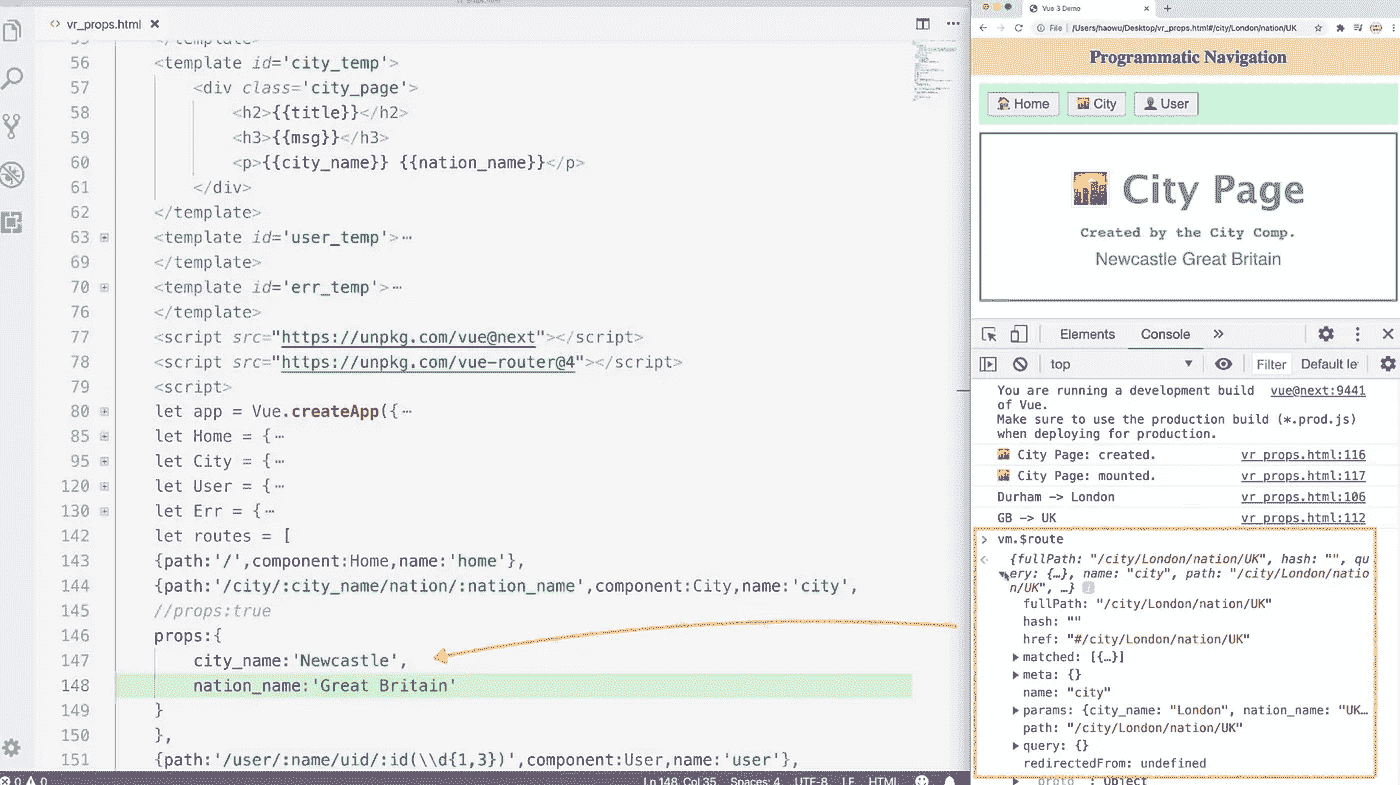 vr_props.html
56 <template id='city_temp'>
57 <div class='city_page'>
58 <h2>{{title}}</h2>
59 <h3>{{msg}}</h3>
60 <p>{{city_name}} {{nation_name}}</p>
61 </div>
62 </template>
63 <template id='user_temp'>…
69 </template>
70 <template id='err_temp'>…
76 </template>
77 <script src="https://unpkg.com/vue@next"></script>
78 <script src="https://unpkg.com/vue-router@4"></script>
79 <script>
80 let app = Vue.createApp({…
85 let Home = {…
95 let City = {…
120 let User = {…
130 let Err = {…
142 let routes = [
143 {path:'/',component:Home,name:'home'},
144 {path:'/city/:city_name/nation/:nation_name',component:City,name:'city',
145 //props:true
146 props:{
147 city_name:'Newcastle',
148 nation_name:'Great Britain'
149 }
150 },
151 {path:'/user/:name/uid/:id(\\d{1,3})',component:User,name:'user'},
0 0 Ln 148, Col 35 Spaces: 4 UTF-8 LF HTML
Vue 3 Demo
File | /Users/haowu/Desktop/vr_props.html#/city/London/nation/UK
Programmatic Navigation
Home City User
City Page
Created by the City Comp.
Newcastle Great Britain
Elements Console
top Filter Default le
You are running a development build vue@next:9441
of Vue.
Make sure to use the production build (*.prod.js)
when deploying for production.
City Page: created. vr_props.html:116
City Page: mounted. vr_props.html:117
Durham -> London vr_props.html:106
GB -> UK vr_props.html:112
> vm.$route
{fullPath: "/city/London/nation/UK", hash: "", qu
ery: {…}, name: "city", path: "/city/London/natio
n/UK", …}
fullPath: "/city/London/nation/UK"
hash: ""
href: "#/city/London/nation/UK"
matched: [{…}]
meta: {}
name: "city"
params: {city_name: "London", nation_name: "UK…
path: "/city/London/nation/UK"
query: {}
redirectedFrom: undefined
__proto__: Object